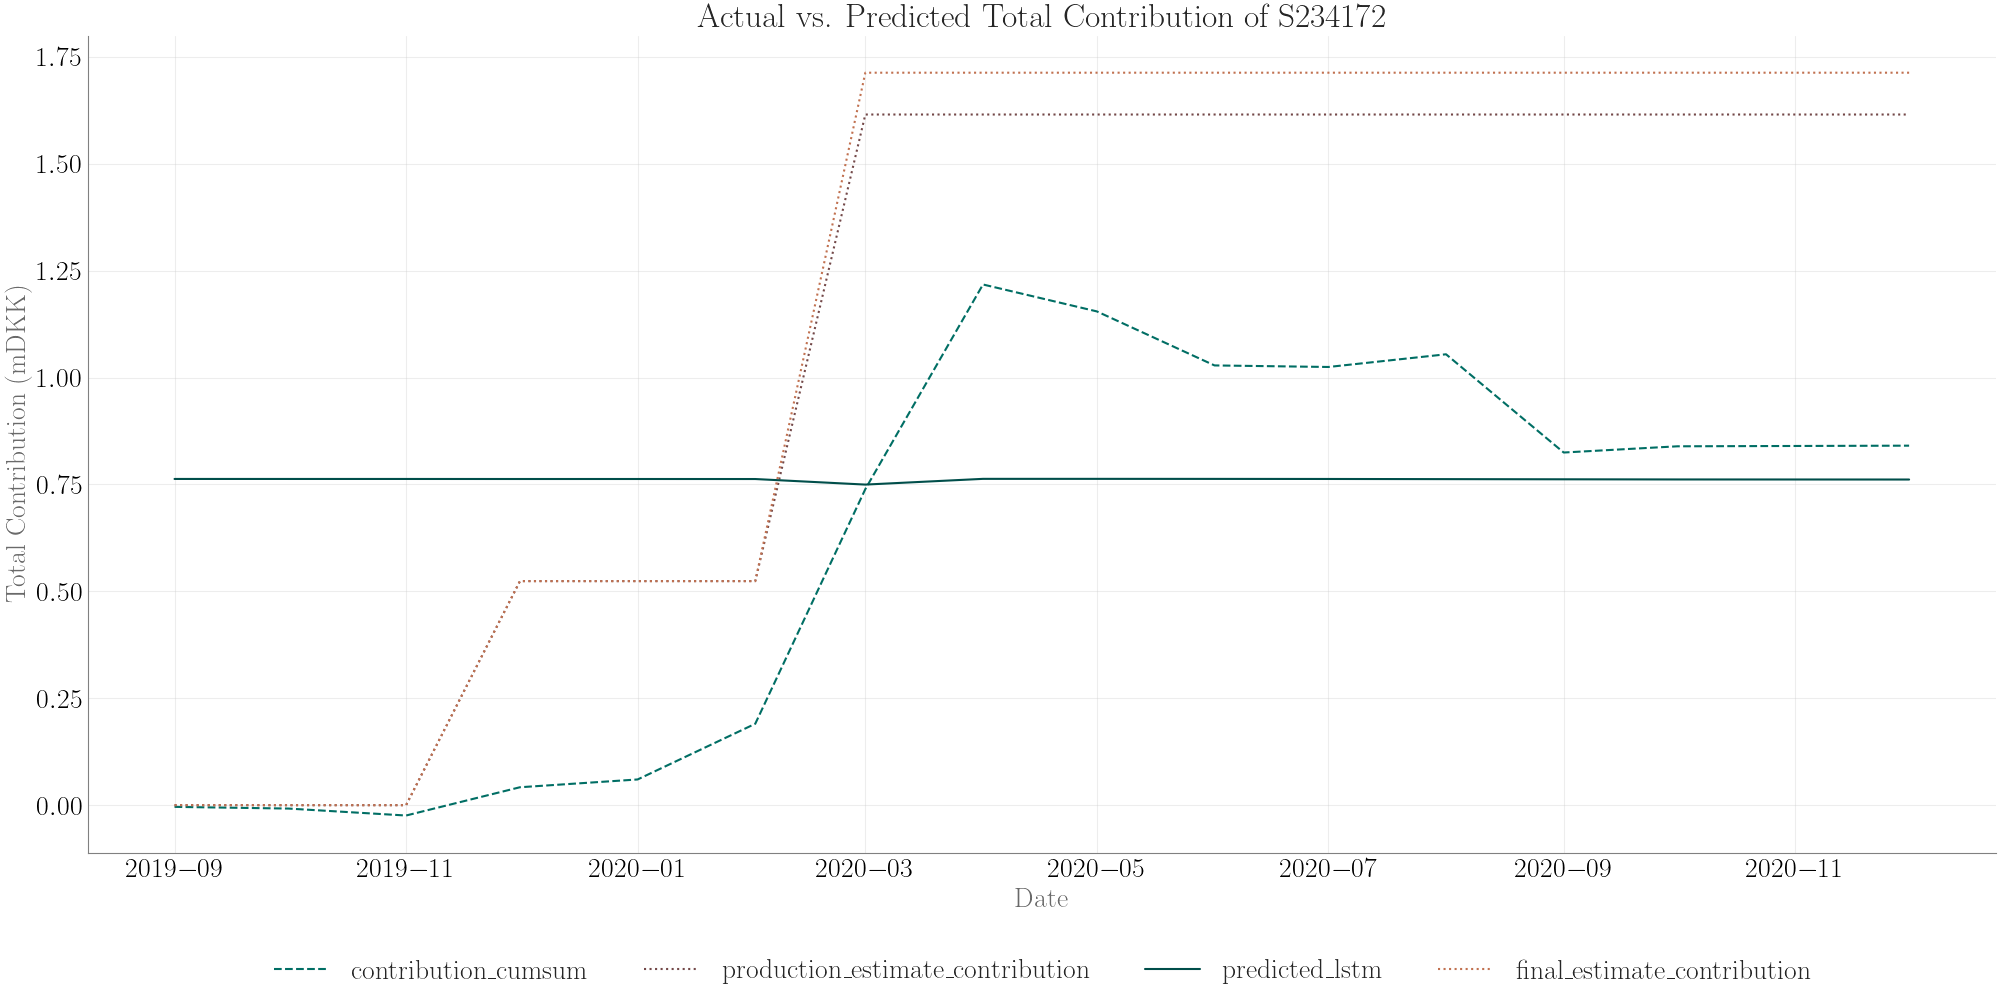 Actual vs. Predicted Total Contribution of S234172
Total Contribution (mDKK)
1.75
1.50
1.25
1.00
0.75
0.50
0.25
0.00
2019−09 2019−11 2020−01 2020−03 2020−05 2020−07 2020−09 2020−11
Date
contribution_cumsum production_estimate_contribution predicted_lstm final_estimate_contribution